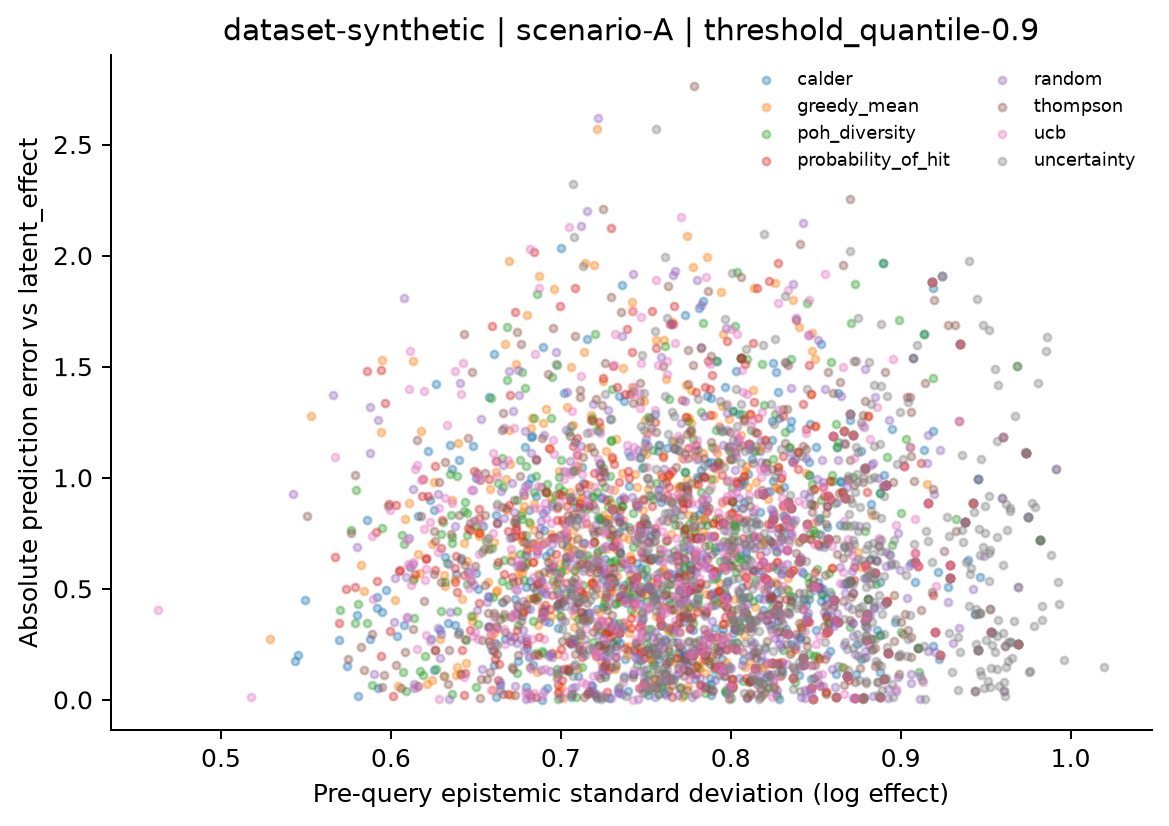 dataset-synthetic | scenario-A | threshold_quantile-0.9
calder
greedy_mean
poh_diversity
probability_of_hit
random
thompson
ucb
uncertainty
Absolute prediction error vs latent_effect
2.5
2.0
1.5
1.0
0.5
0.0
0.5
0.6
0.7
0.8
0.9
1.0
Pre-query epistemic standard deviation (log effect)